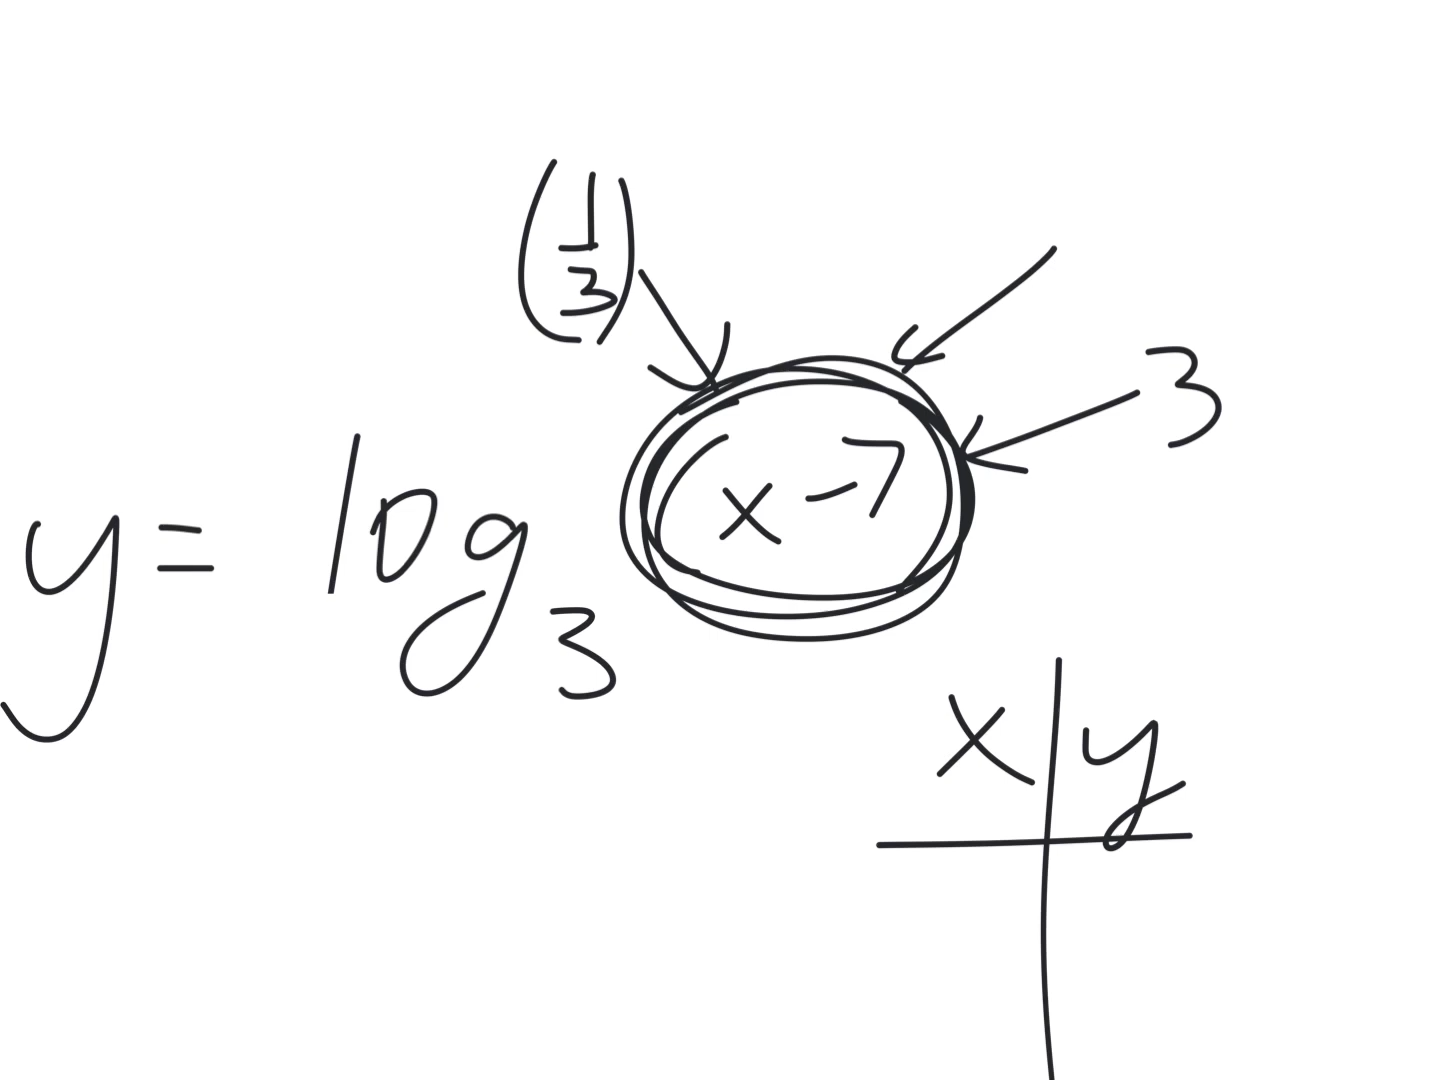 (1/3)
3
y = log₃(x - 7)
x | y